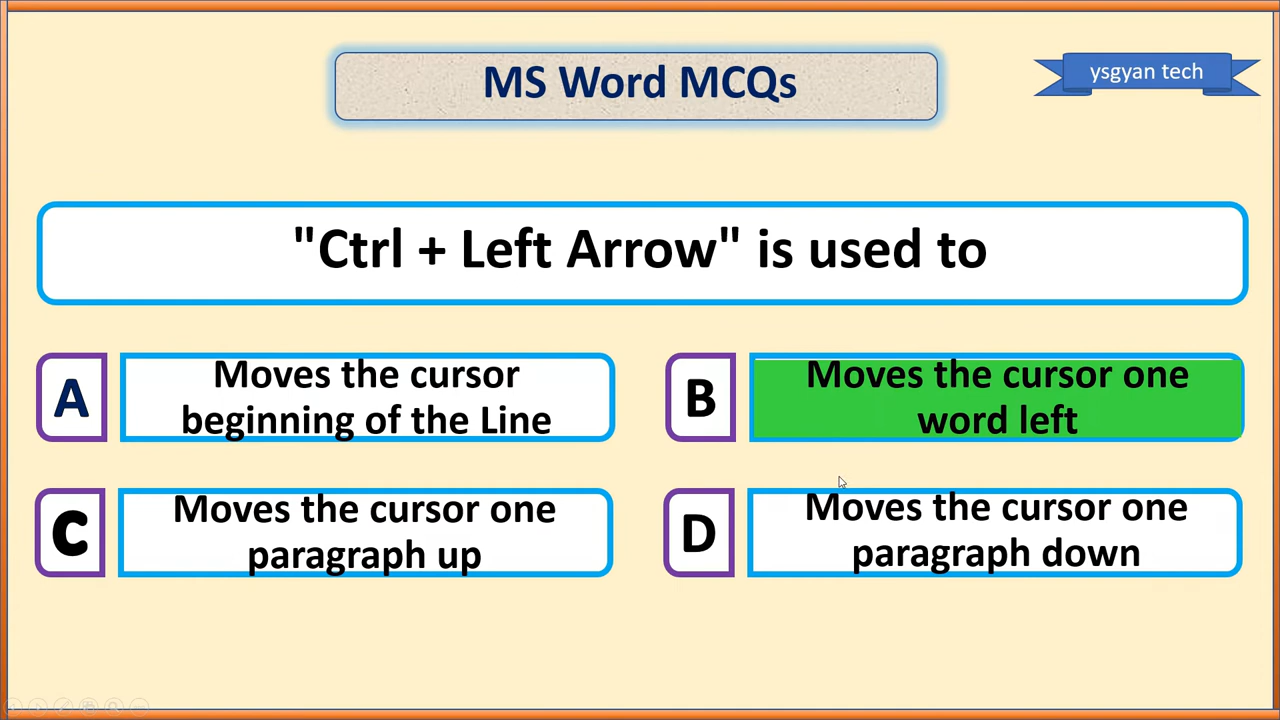 MS Word MCQs
ysgyan tech
"Ctrl + Left Arrow" is used to
A
Moves the cursor
beginning of the Line
B
Moves the cursor one
word left
C
Moves the cursor one
paragraph up
D
Moves the cursor one
paragraph down